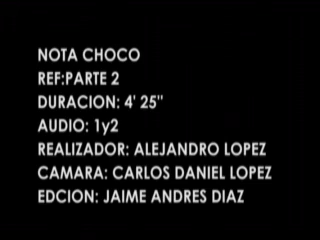 NOTA CHOCO
REF:PARTE 2
DURACION: 4' 25"
AUDIO: 1y2
REALIZADOR: ALEJANDRO LOPEZ
CAMARA: CARLOS DANIEL LOPEZ
EDCION: JAIME ANDRES DIAZ